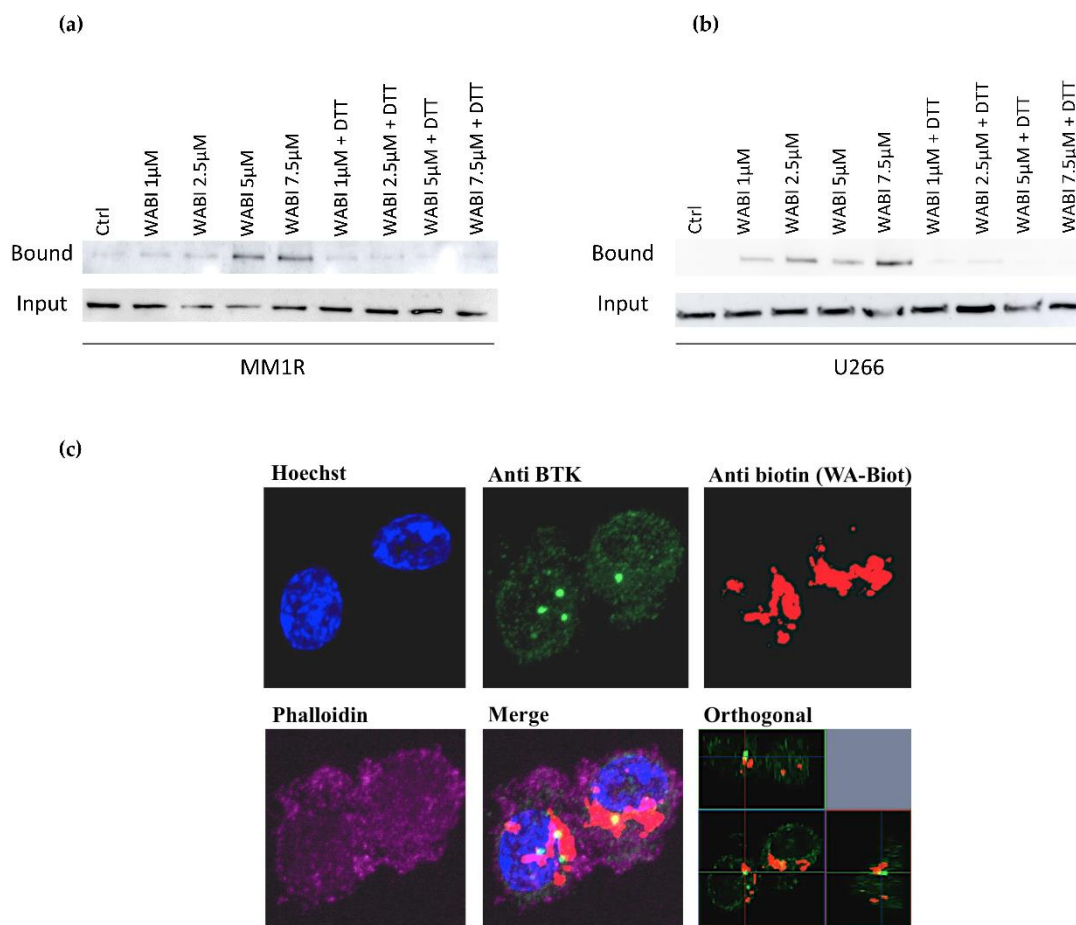 (a)
(b)
Ctrl
WABI 1µM
WABI 2.5µM
WABI 5µM
WABI 7.5µM
WABI 1µM + DTT
WABI 2.5µM + DTT
WABI 5µM + DTT
WABI 7.5µM + DTT
Bound
Input
MM1R
Ctrl
WABI 1µM
WABI 2.5µM
WABI 5µM
WABI 7.5µM
WABI 1µM + DTT
WABI 2.5µM + DTT
WABI 5µM + DTT
WABI 7.5µM + DTT
Bound
Input
U266
(c)
Hoechst
Anti BTK
Anti biotin (WA-Biot)
Phalloidin
Merge
Orthogonal